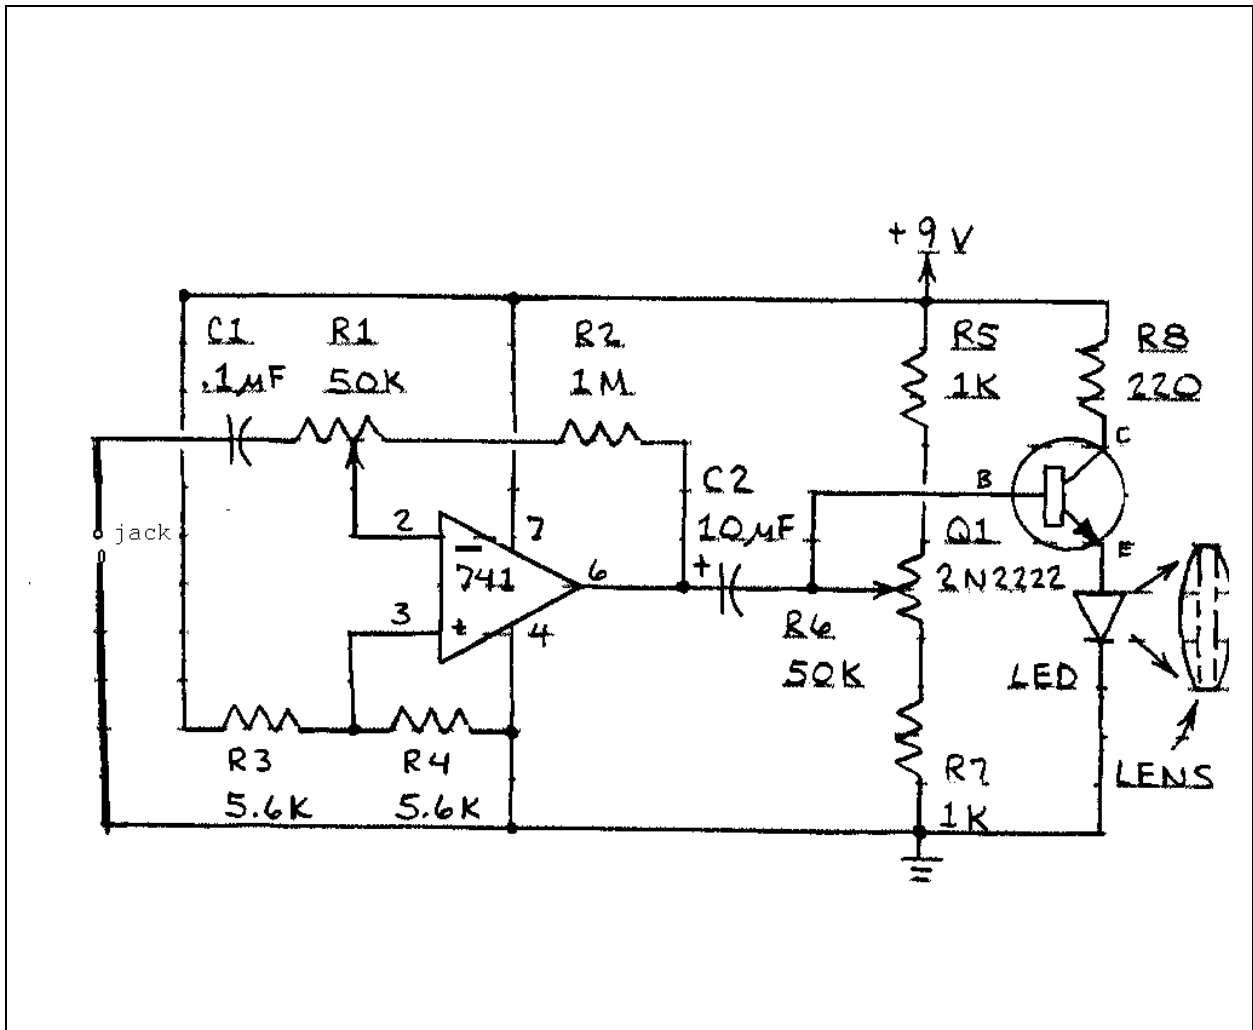 +9V
C1
.1µF
R1
50K
R2
1M
R5
1K
R8
220
C
B
E
C2
10µF
Q1
2N2222
jack
2
-
741
7
6
3
+
4
+
R6
50K
LED
LENS
R3
5.6K
R4
5.6K
R7
1K